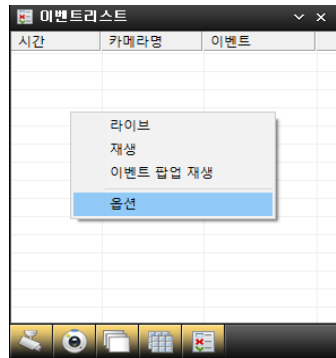 이벤트리스트
시간 카메라명 이벤트
라이브
재생
이벤트 팝업 재생
옵션